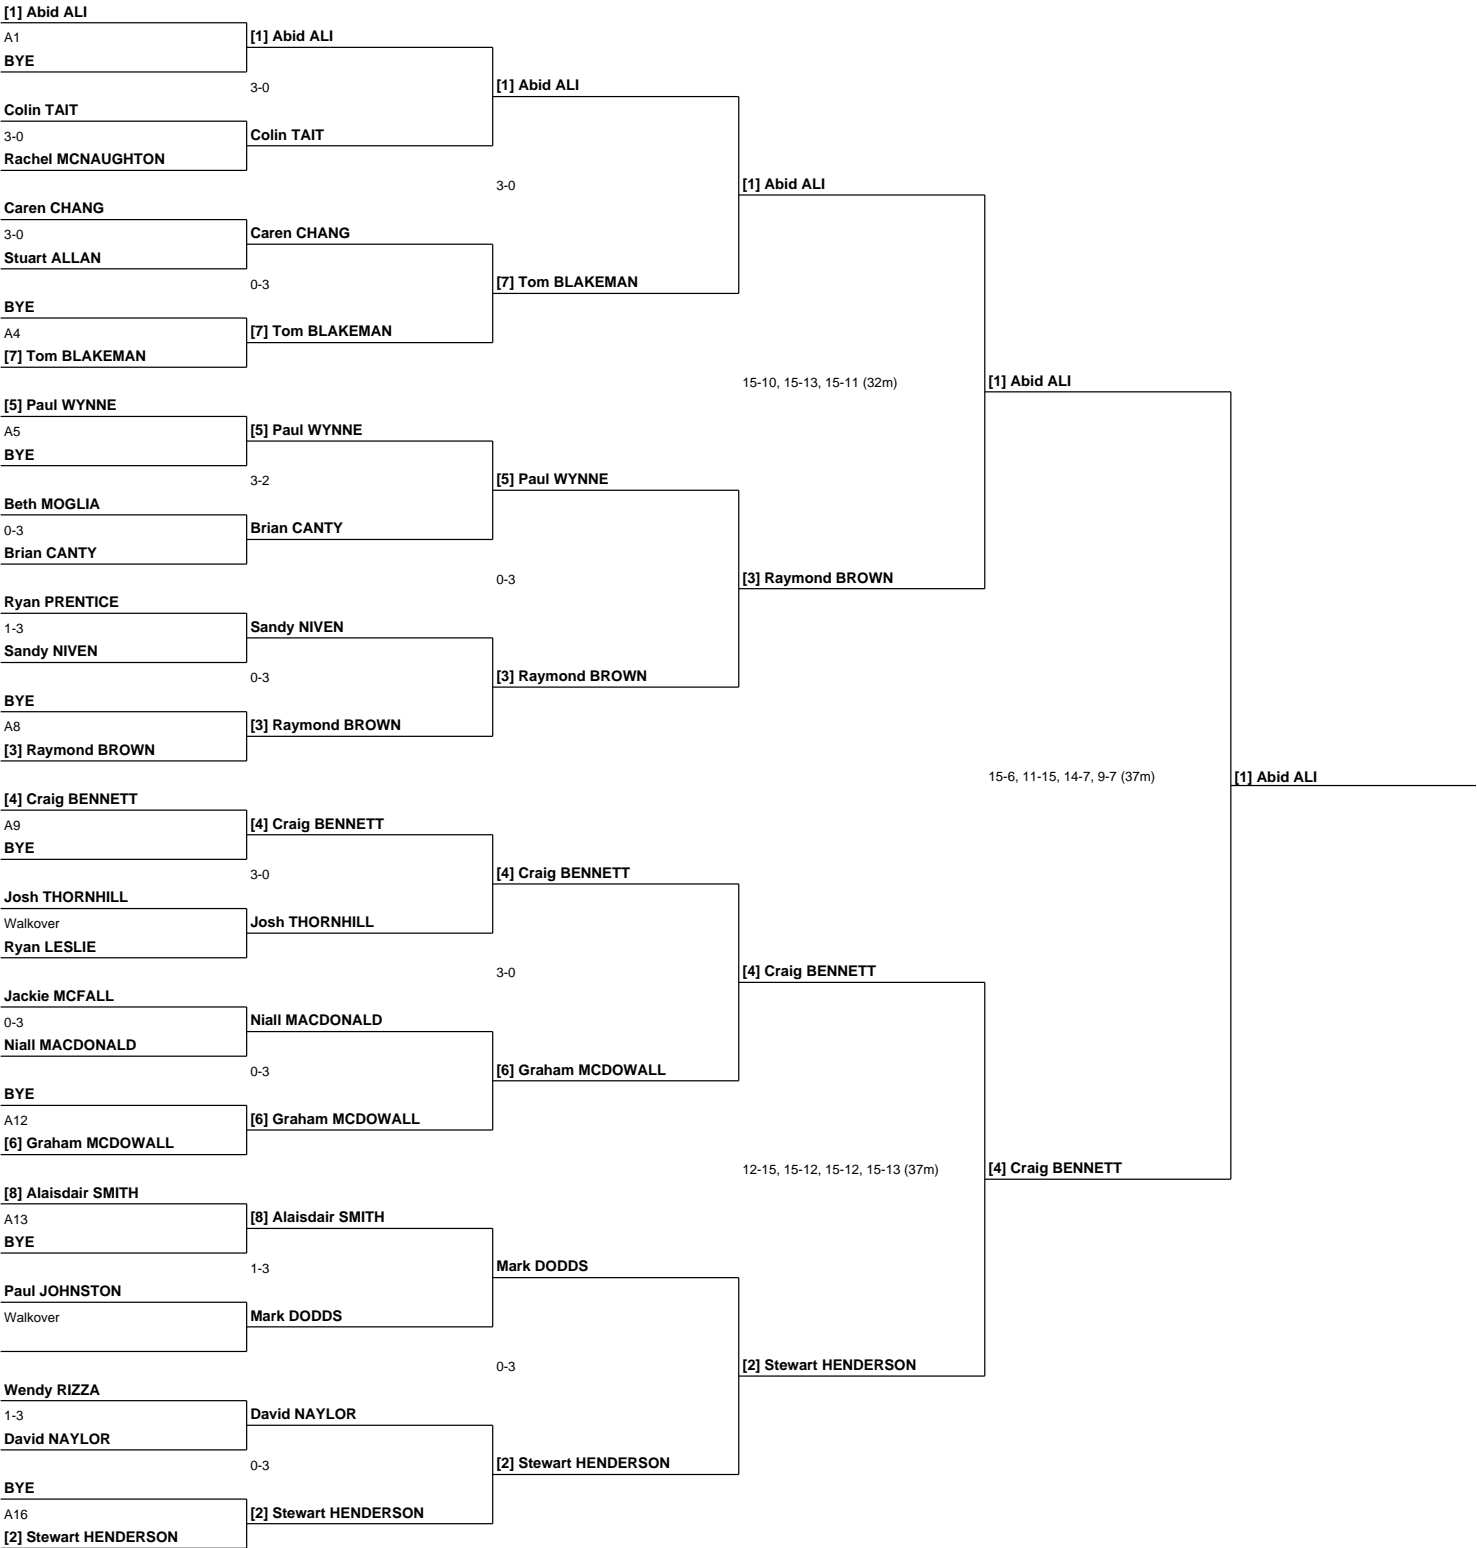 [1] Abid ALI
A1
BYE
Colin TAIT
3-0
Rachel MCNAUGHTON
Caren CHANG
3-0
Stuart ALLAN
BYE
A4
[7] Tom BLAKEMAN
[5] Paul WYNNE
A5
BYE
Beth MOGLIA
0-3
Brian CANTY
Ryan PRENTICE
1-3
Sandy NIVEN
BYE
A8
[3] Raymond BROWN
[4] Craig BENNETT
A9
BYE
Josh THORNHILL
Walkover
Ryan LESLIE
Jackie MCFALL
0-3
Niall MACDONALD
BYE
A12
[6] Graham MCDOWALL
[8] Alaisdair SMITH
A13
BYE
Paul JOHNSTON
Walkover
Wendy RIZZA
1-3
David NAYLOR
BYE
A16
[2] Stewart HENDERSON
[1] Abid ALI
3-0
Colin TAIT
Caren CHANG
0-3
[7] Tom BLAKEMAN
[5] Paul WYNNE
3-2
Brian CANTY
Sandy NIVEN
0-3
[3] Raymond BROWN
[4] Craig BENNETT
3-0
Josh THORNHILL
Niall MACDONALD
0-3
[6] Graham MCDOWALL
[8] Alaisdair SMITH
1-3
Mark DODDS
David NAYLOR
0-3
[2] Stewart HENDERSON
[1] Abid ALI
3-0
[7] Tom BLAKEMAN
[5] Paul WYNNE
0-3
[3] Raymond BROWN
[4] Craig BENNETT
3-0
[6] Graham MCDOWALL
Mark DODDS
0-3
[2] Stewart HENDERSON
[1] Abid ALI
15-10, 15-13, 15-11 (32m)
[3] Raymond BROWN
[4] Craig BENNETT
12-15, 15-12, 15-12, 15-13 (37m)
[2] Stewart HENDERSON
[1] Abid ALI
15-6, 11-15, 14-7, 9-7 (37m)
[4] Craig BENNETT
[1] Abid ALI